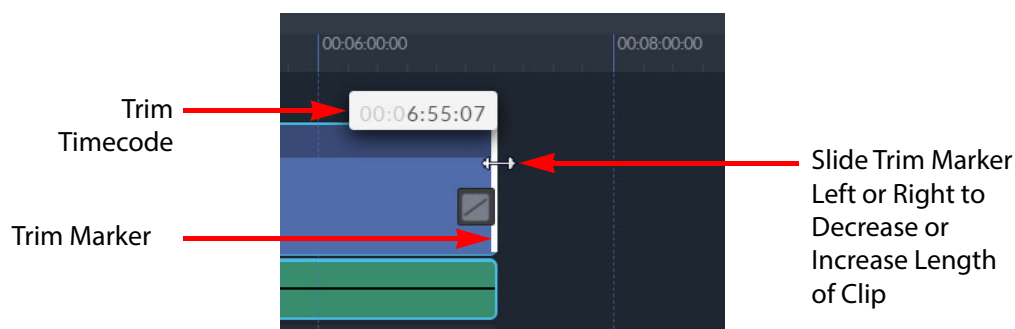 00:06:00:00
00:08:00:00
Trim
Timecode
00:06:55:07
Trim Marker
Slide Trim Marker
Left or Right to
Decrease or
Increase Length
of Clip